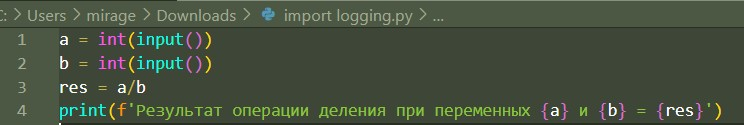 C: > Users > mirage > Downloads > import logging.py > ...
1 a = int(input())
2 b = int(input())
3 res = a/b
4 print(f'Результат операции деления при переменных {a} и {b} = {res}')